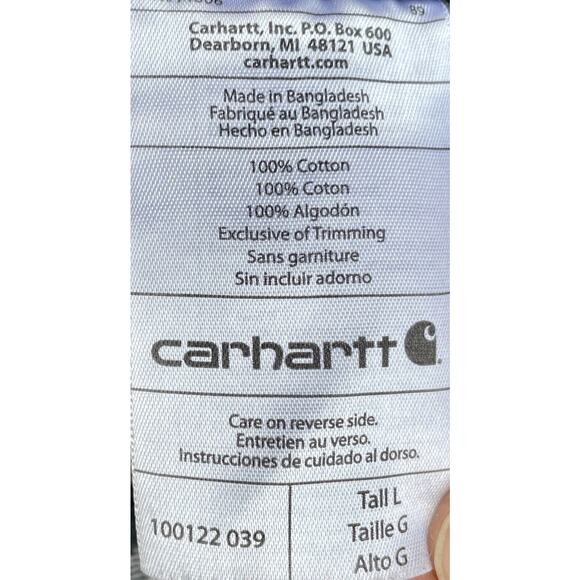 89
Carhartt, Inc. P.O. Box 600
Dearborn, MI 48121 USA
carhartt.com
Made in Bangladesh
Fabriqué au Bangladesh
Hecho en Bangladesh
100% Cotton
100% Coton
100% Algodón
Exclusive of Trimming
Sans garniture
Sin incluir adorno
carhartt
Care on reverse side.
Entretien au verso.
Instrucciones de cuidado al dorso.
100122 039
Tall L
Taille G
Alto G